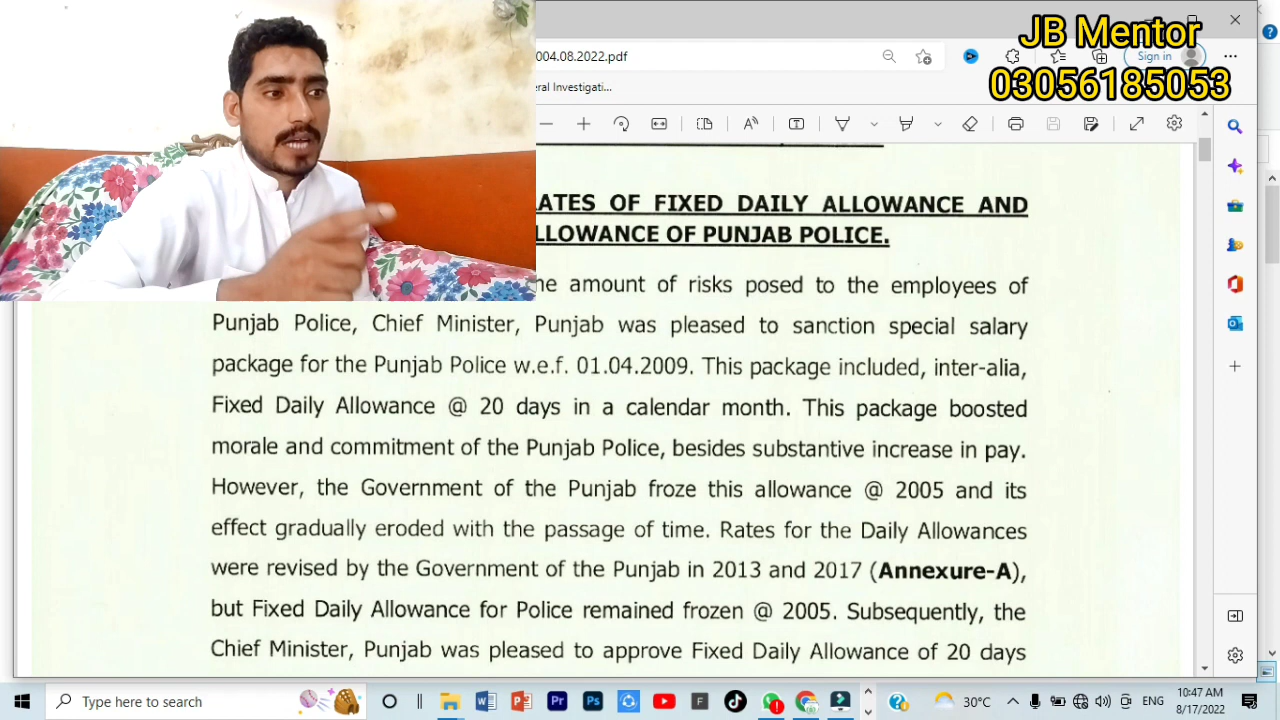 JB Mentor
03056185053
004.08.2022.pdf
Sign in
eral Investigati...
ATES OF FIXED DAILY ALLOWANCE AND
LLOWANCE OF PUNJAB POLICE.
he amount of risks posed to the employees of
Punjab Police, Chief Minister, Punjab was pleased to sanction special salary
package for the Punjab Police w.e.f. 01.04.2009. This package included, inter-alia,
Fixed Daily Allowance @ 20 days in a calendar month. This package boosted
morale and commitment of the Punjab Police, besides substantive increase in pay.
However, the Government of the Punjab froze this allowance @ 2005 and its
effect gradually eroded with the passage of time. Rates for the Daily Allowances
were revised by the Government of the Punjab in 2013 and 2017 (Annexure-A),
but Fixed Daily Allowance for Police remained frozen @ 2005. Subsequently, the
Chief Minister, Punjab was pleased to approve Fixed Daily Allowance of 20 days
Type here to search
30°C
ENG
10:47 AM
8/17/2022